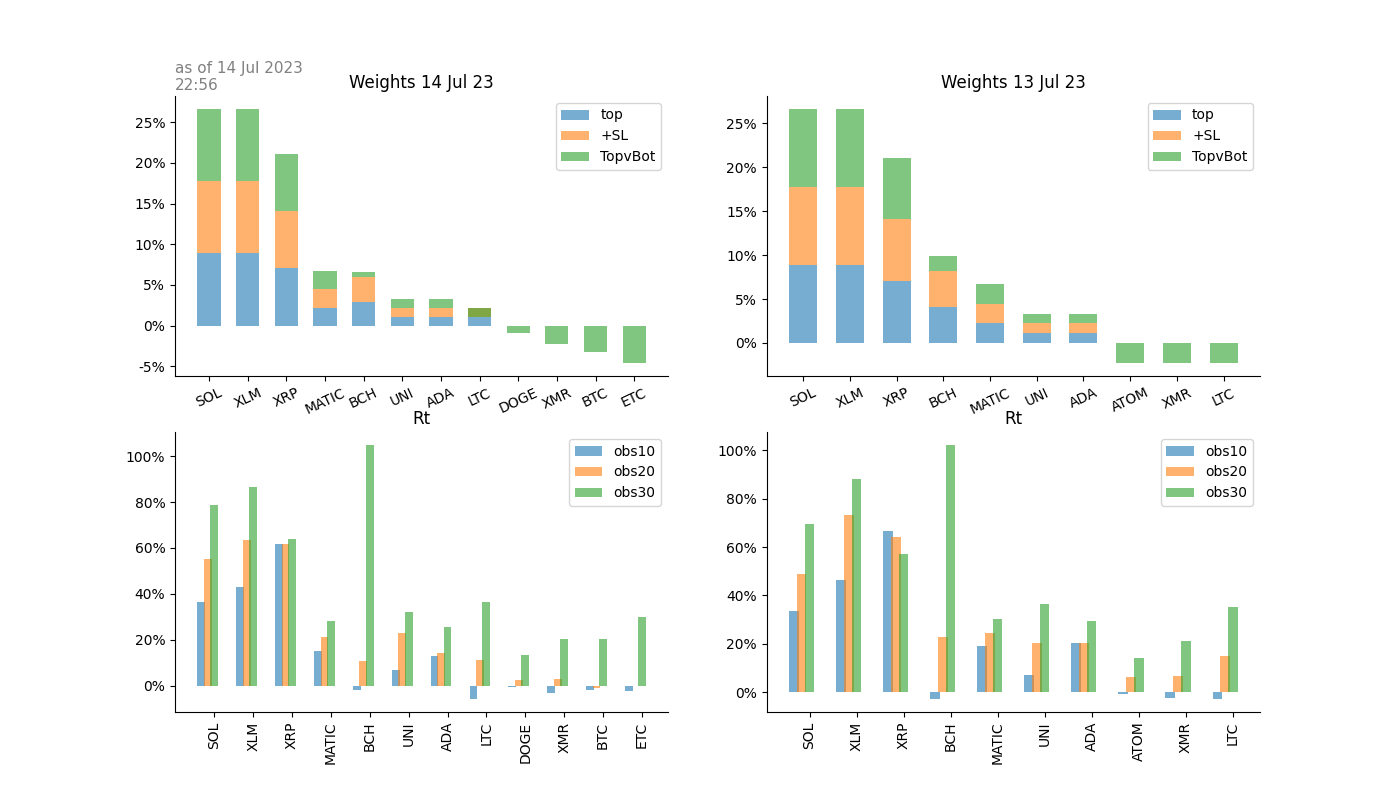 as of 14 Jul 2023
22:56
Weights 14 Jul 23
25%
20%
15%
10%
5%
0%
-5%
top
+SL
TopvBot
SOL XLM XRP MATIC BCH UNI ADA LTC DOGE XMR BTC ETC
Weights 13 Jul 23
25%
20%
15%
10%
5%
0%
top
+SL
TopvBot
SOL XLM XRP BCH MATIC UNI ADA ATOM XMR LTC
Rt
100%
80%
60%
40%
20%
0%
obs10
obs20
obs30
SOL XLM XRP MATIC BCH UNI ADA LTC DOGE XMR BTC ETC
Rt
100%
80%
60%
40%
20%
0%
obs10
obs20
obs30
SOL XLM XRP BCH MATIC UNI ADA ATOM XMR LTC